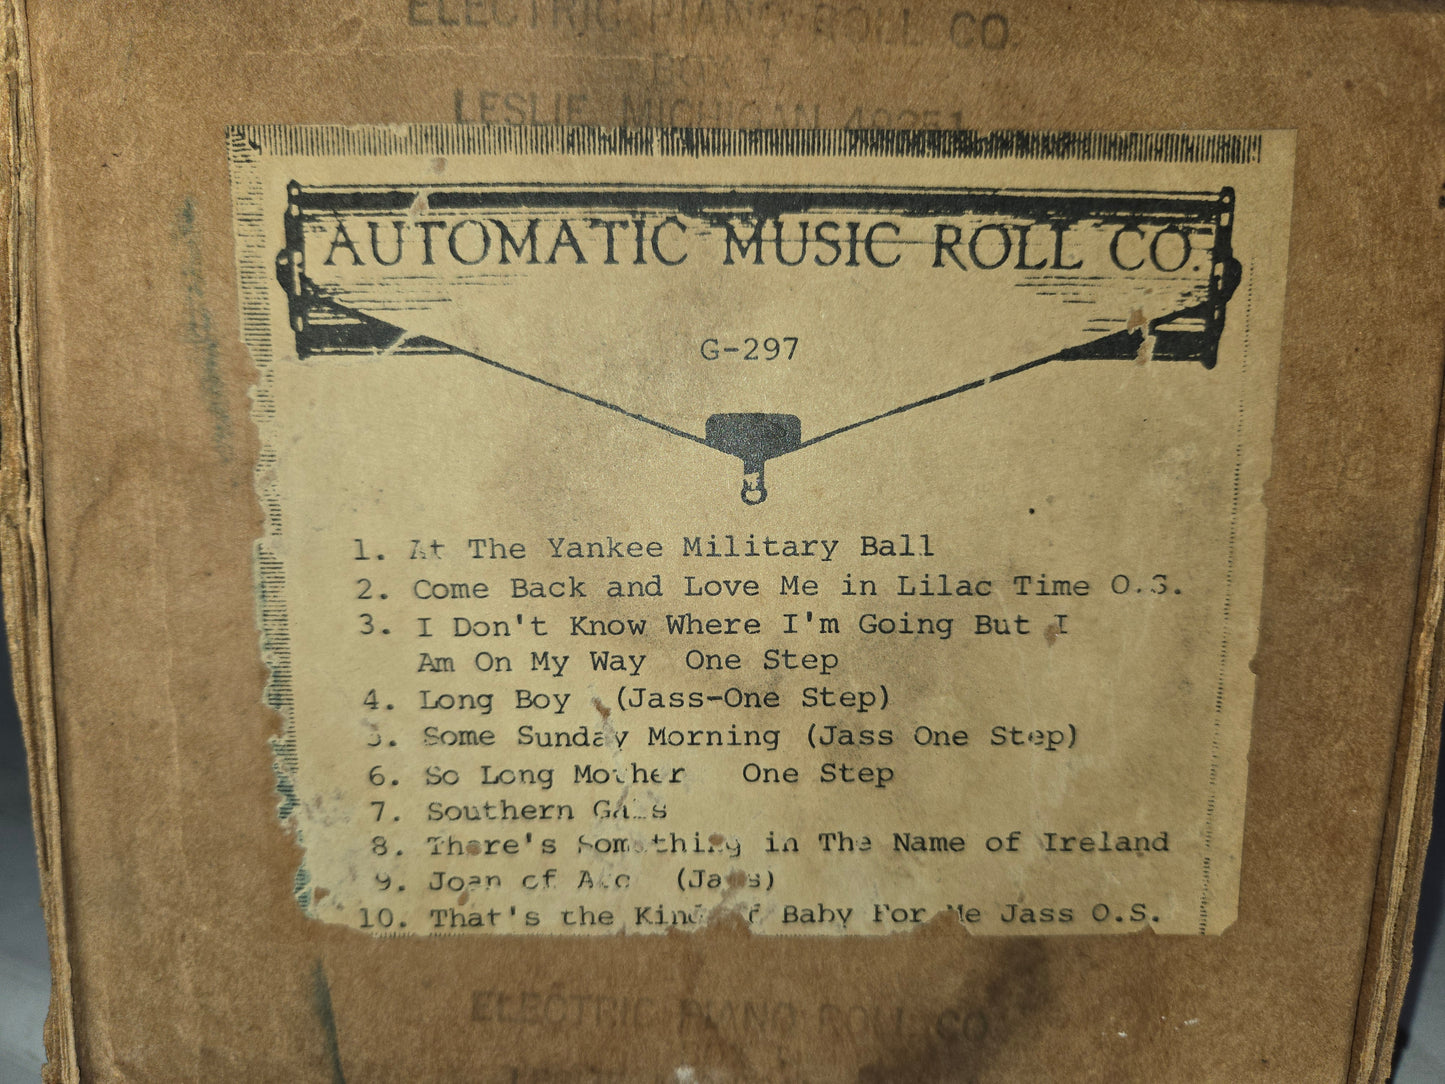 ELECTRIC PIANO ROLL CO.
BOX 1
LESLIE, MICHIGAN 49251
AUTOMATIC MUSIC ROLL CO.
G-297
1. At The Yankee Military Ball
2. Come Back and Love Me in Lilac Time O.S.
3. I Don't Know Where I'm Going But I
Am On My Way One Step
4. Long Boy (Jass-One Step)
5. Some Sunday Morning (Jass One Step)
6. So Long Mother One Step
7. Southern Gals
8. There's Something in The Name of Ireland
9. Joan of Arc (Jass)
10. That's the Kind of Baby For Me Jass O.S.
ELECTRIC PIANO ROLL CO.